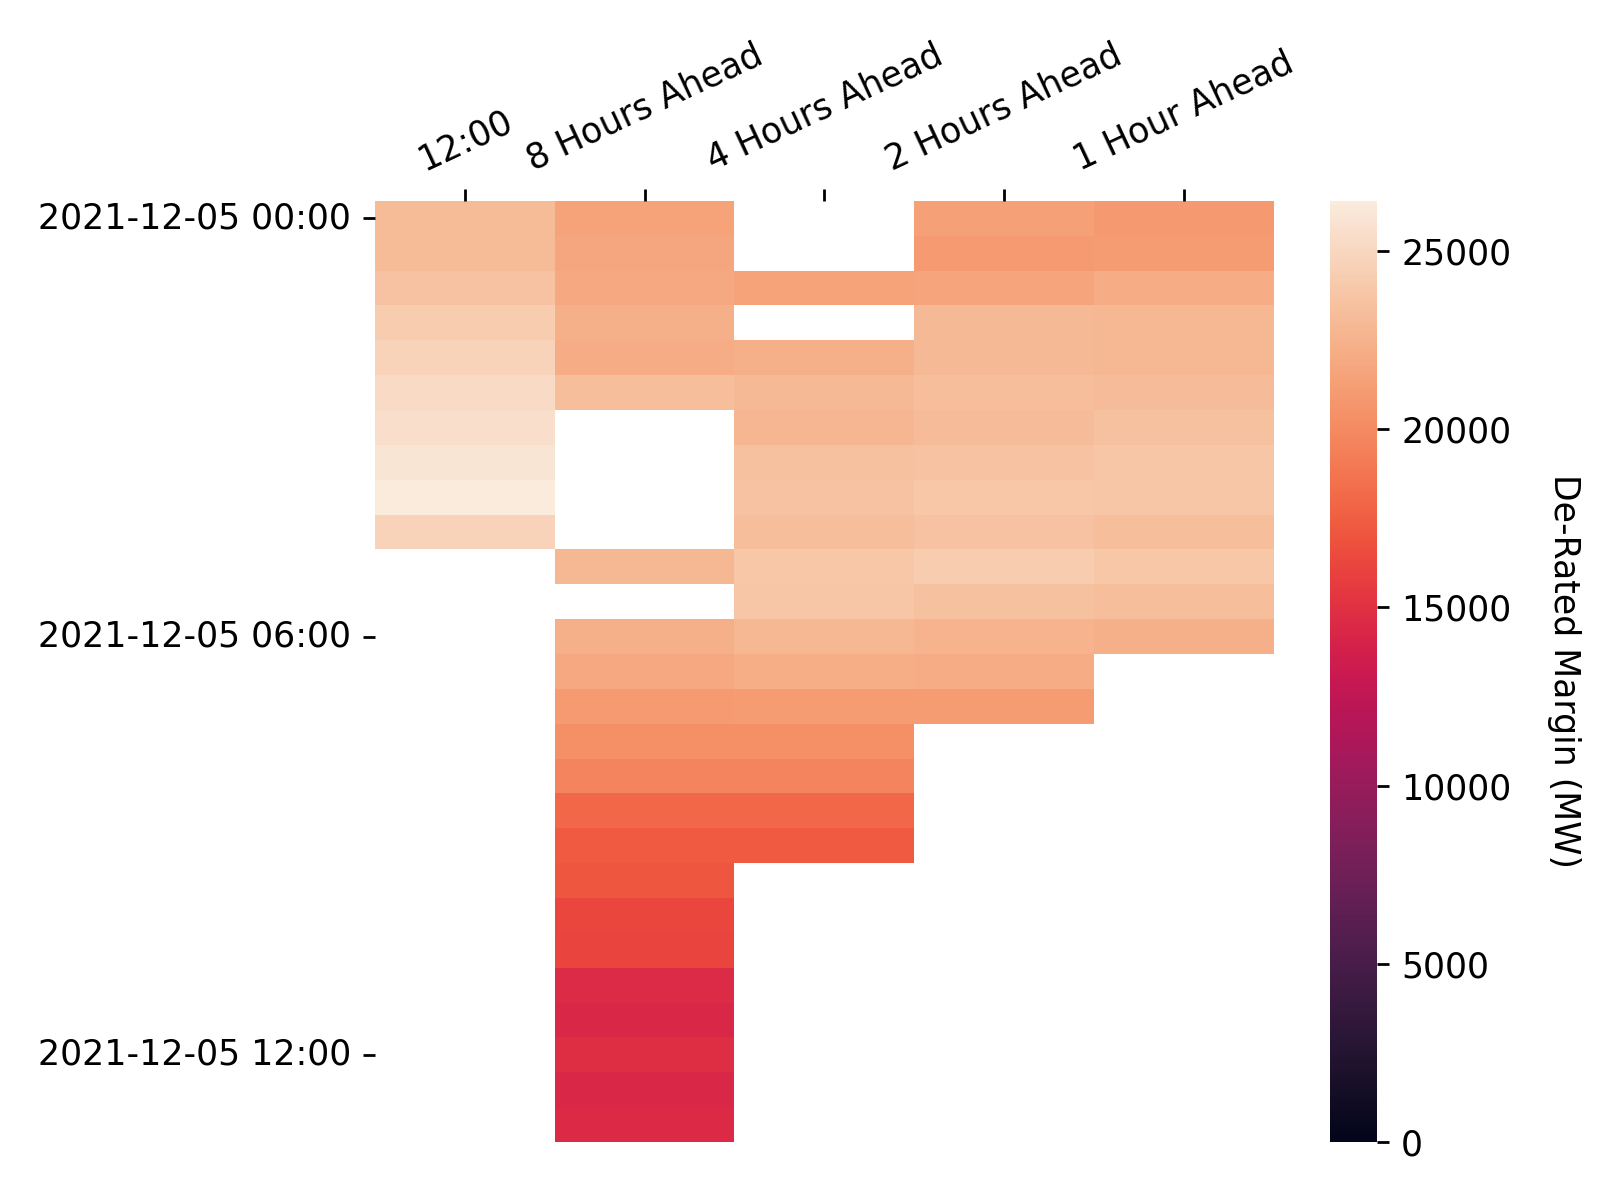 12:00
8 Hours Ahead
4 Hours Ahead
2 Hours Ahead
1 Hour Ahead
2021-12-05 00:00
2021-12-05 06:00
2021-12-05 12:00
25000
20000
15000
10000
5000
0
De-Rated Margin (MW)